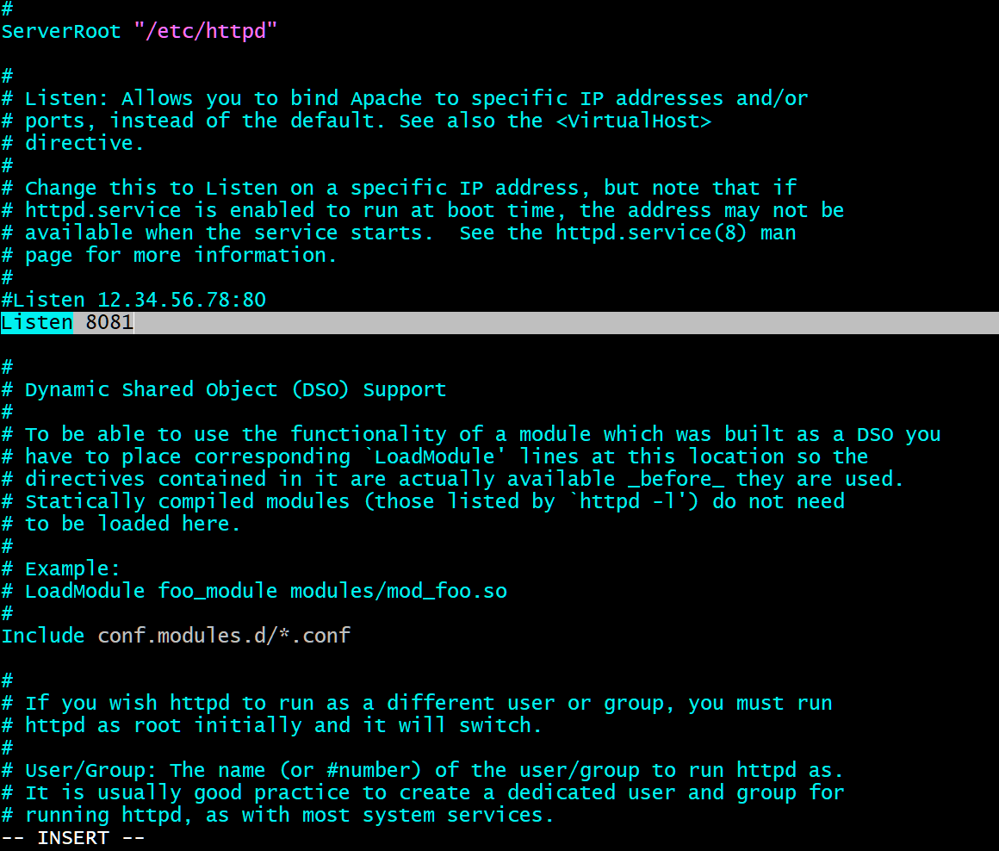 #
ServerRoot "/etc/httpd"

#
# Listen: Allows you to bind Apache to specific IP addresses and/or
# ports, instead of the default. See also the <VirtualHost>
# directive.
#
# Change this to Listen on a specific IP address, but note that if
# httpd.service is enabled to run at boot time, the address may not be
# available when the service starts.  See the httpd.service(8) man
# page for more information.
#
#Listen 12.34.56.78:80
Listen 8081

#
# Dynamic Shared Object (DSO) Support
#
# To be able to use the functionality of a module which was built as a DSO you
# have to place corresponding `LoadModule' lines at this location so the
# directives contained in it are actually available _before_ they are used.
# Statically compiled modules (those listed by `httpd -l') do not need
# to be loaded here.
#
# Example:
# LoadModule foo_module modules/mod_foo.so
#
Include conf.modules.d/*.conf

#
# If you wish httpd to run as a different user or group, you must run
# httpd as root initially and it will switch.
#
# User/Group: The name (or #number) of the user/group to run httpd as.
# It is usually good practice to create a dedicated user and group for
# running httpd, as with most system services.
-- INSERT --